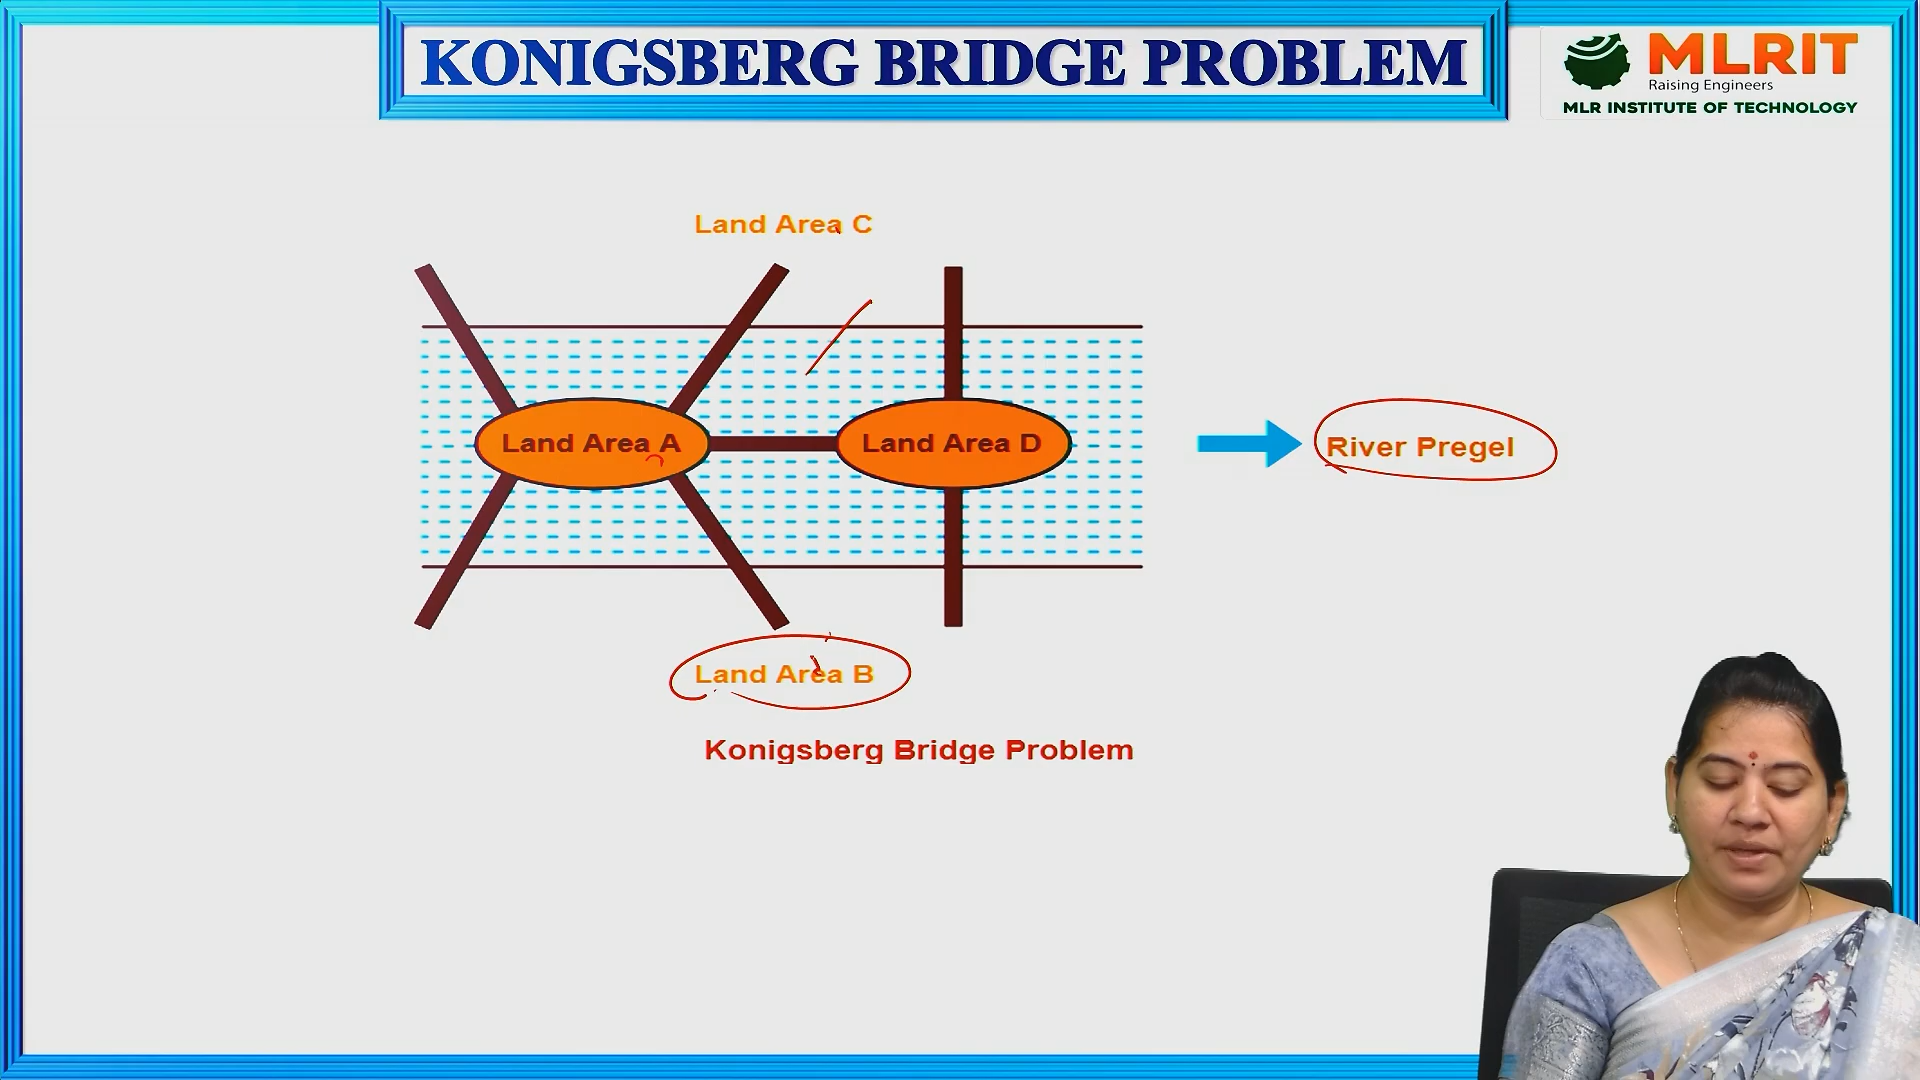 KONIGSBERG BRIDGE PROBLEM
MLRIT
Raising Engineers
MLR INSTITUTE OF TECHNOLOGY
Land Area C
Land Area A
Land Area D
River Pregel
Land Area B
Konigsberg Bridge Problem